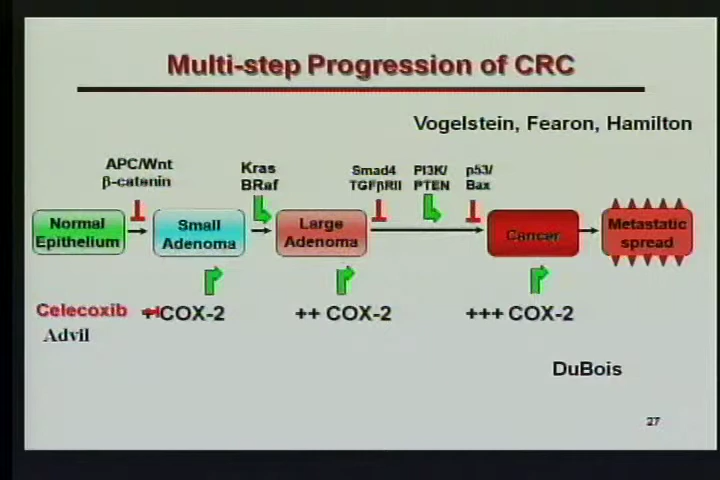 Multi-step Progression of CRC
Vogelstein, Fearon, Hamilton
APC/Wnt
β-catenin
Kras
BRaf
Smad4
TGFβRII
PI3K/
PTEN
p53/
Bax
Normal
Epithelium
Small
Adenoma
Large
Adenoma
Cancer
Metastatic
spread
Celecoxib
Advil
+ COX-2
++ COX-2
+++ COX-2
DuBois
27